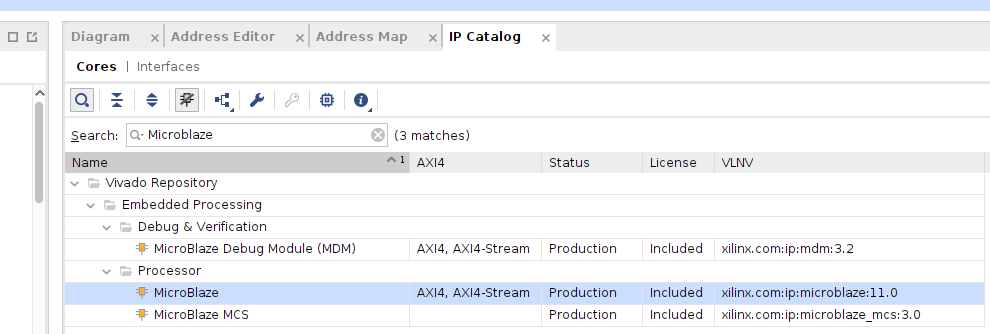 Diagram × Address Editor × Address Map × IP Catalog ×
Cores | Interfaces
Search: Microblaze (3 matches)
Name 1 AXI4 Status License VLNV
Vivado Repository
Embedded Processing
Debug & Verification
MicroBlaze Debug Module (MDM) AXI4, AXI4-Stream Production Included xilinx.com:ip:mdm:3.2
Processor
MicroBlaze AXI4, AXI4-Stream Production Included xilinx.com:ip:microblaze:11.0
MicroBlaze MCS Production Included xilinx.com:ip:microblaze_mcs:3.0